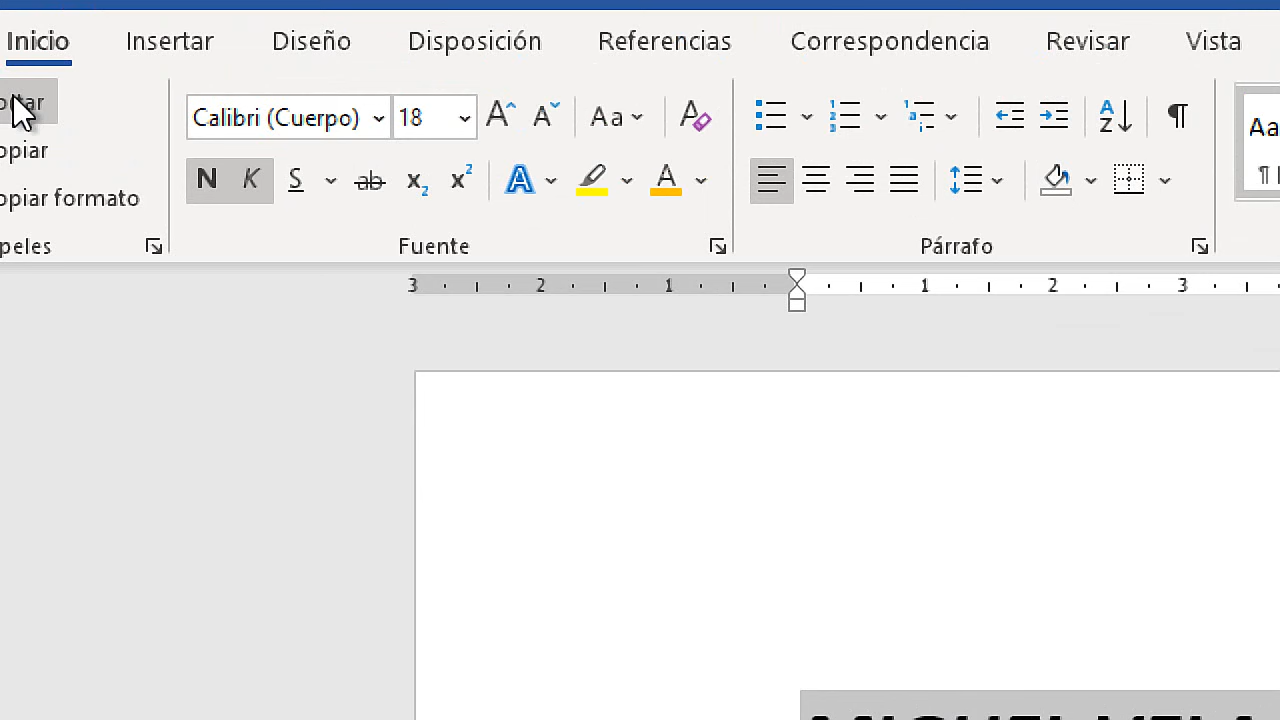 Inicio Insertar Diseño Disposición Referencias Correspondencia Revisar Vista
Calibri (Cuerpo) 18 Aa
opiar
N K S ab x2 x2 A A
A Z ¶
opiar formato
peles Fuente Párrafo
3 2 1 1 2 3